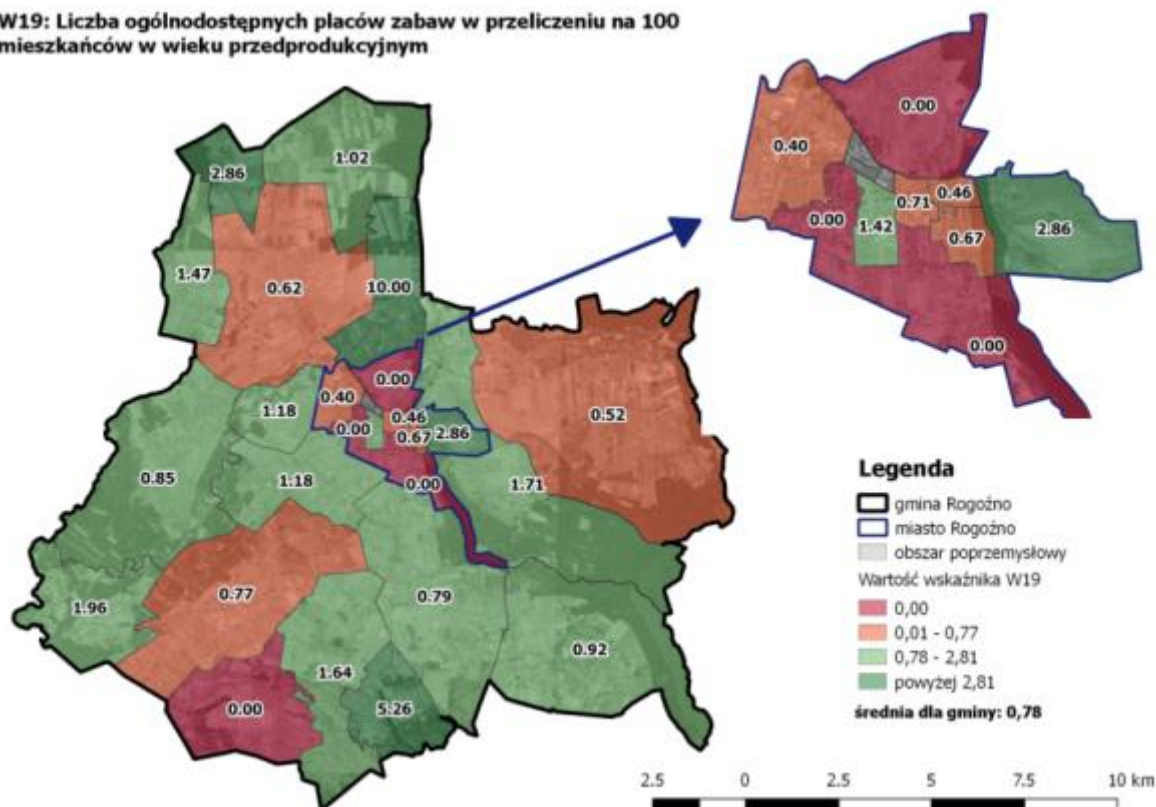 W19: Liczba ogólnodostępnych placów zabaw w przeliczeniu na 100
mieszkańców w wieku przedprodukcyjnym
0.00
0.40
0.46
0.71
0.00
1.42
0.67
2.86
0.00
1.02
2.86
1.47
0.62
10.00
0.00
0.40
0.52
1.18
0.46
0.00
0.67
2.86
0.85
1.18
0.00
1.71
0.77
0.79
1.96
0.92
1.64
0.00
5.26
Legenda
gmina Rogoźno
miasto Rogoźno
obszar poprzemysłowy
Wartość wskaźnika W19
0,00
0,01 - 0,77
0,78 - 2,81
powyżej 2,81
średnia dla gminy: 0,78
2.5 0 2.5 5 7.5 10 km